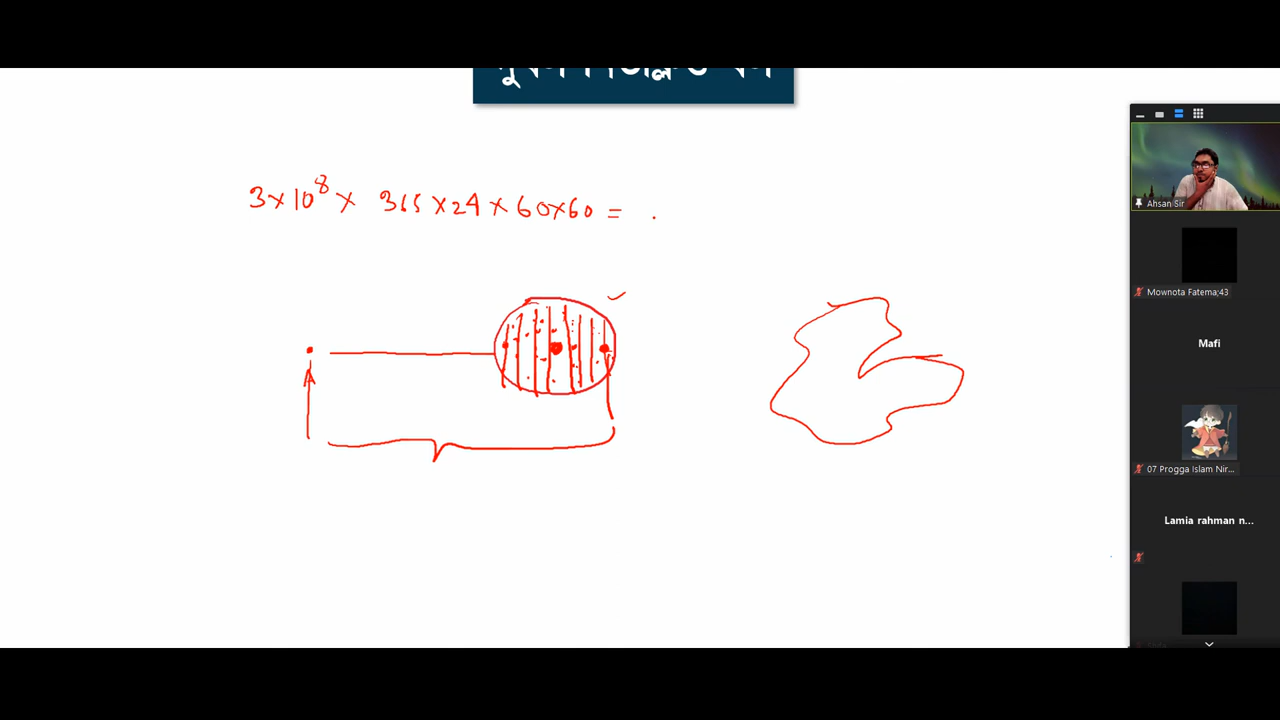 3×10⁸× 365×24×60×60 = .
Ahsan Sir
Mownota Fatema;43
Mafi
07 Progga Islam Nir...
Lamia rahman n...